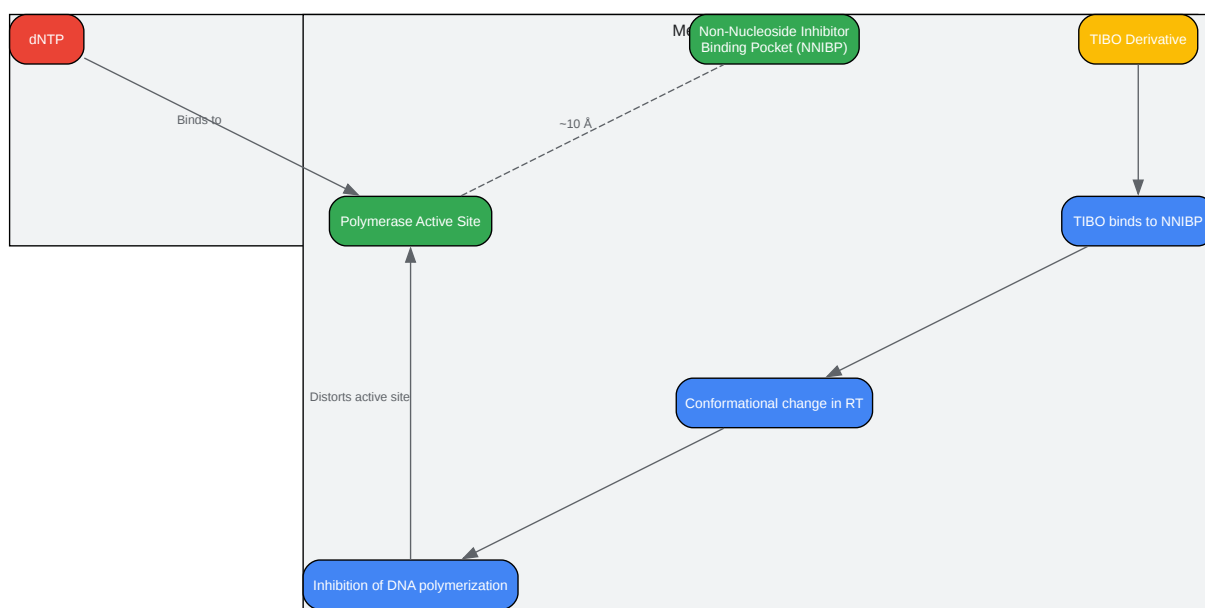 dNTP
Non-Nucleoside Inhibitor
Binding Pocket (NNIBP)
TIBO Derivative
Binds to
~10 Å
Polymerase Active Site
TIBO binds to NNIBP
Distorts active site
Conformational change in RT
Inhibition of DNA polymerization